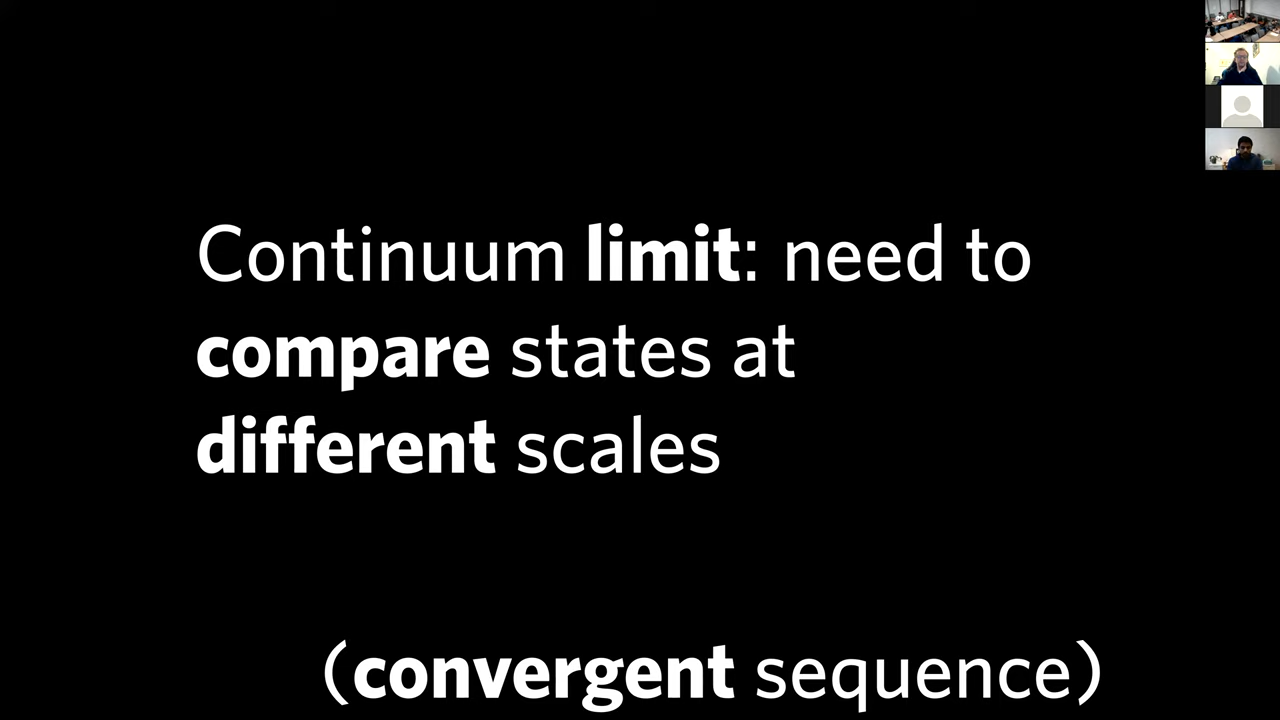 Continuum limit: need to
compare states at
different scales
(convergent sequence)